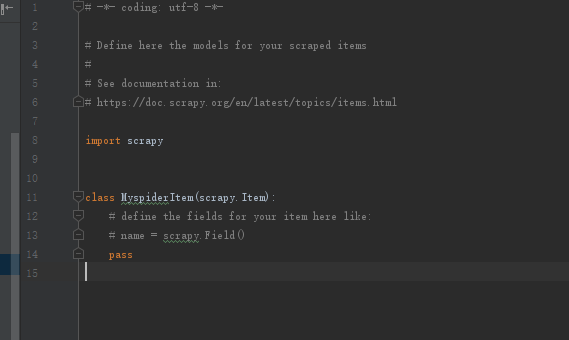 1 # -*- coding: utf-8 -*-
2
3 # Define here the models for your scraped items
4 #
5 # See documentation in:
6 # https://doc.scrapy.org/en/latest/topics/items.html
7
8 import scrapy
9
10
11 class MyspiderItem(scrapy.Item):
12     # define the fields for your item here like:
13     # name = scrapy.Field()
14     pass
15